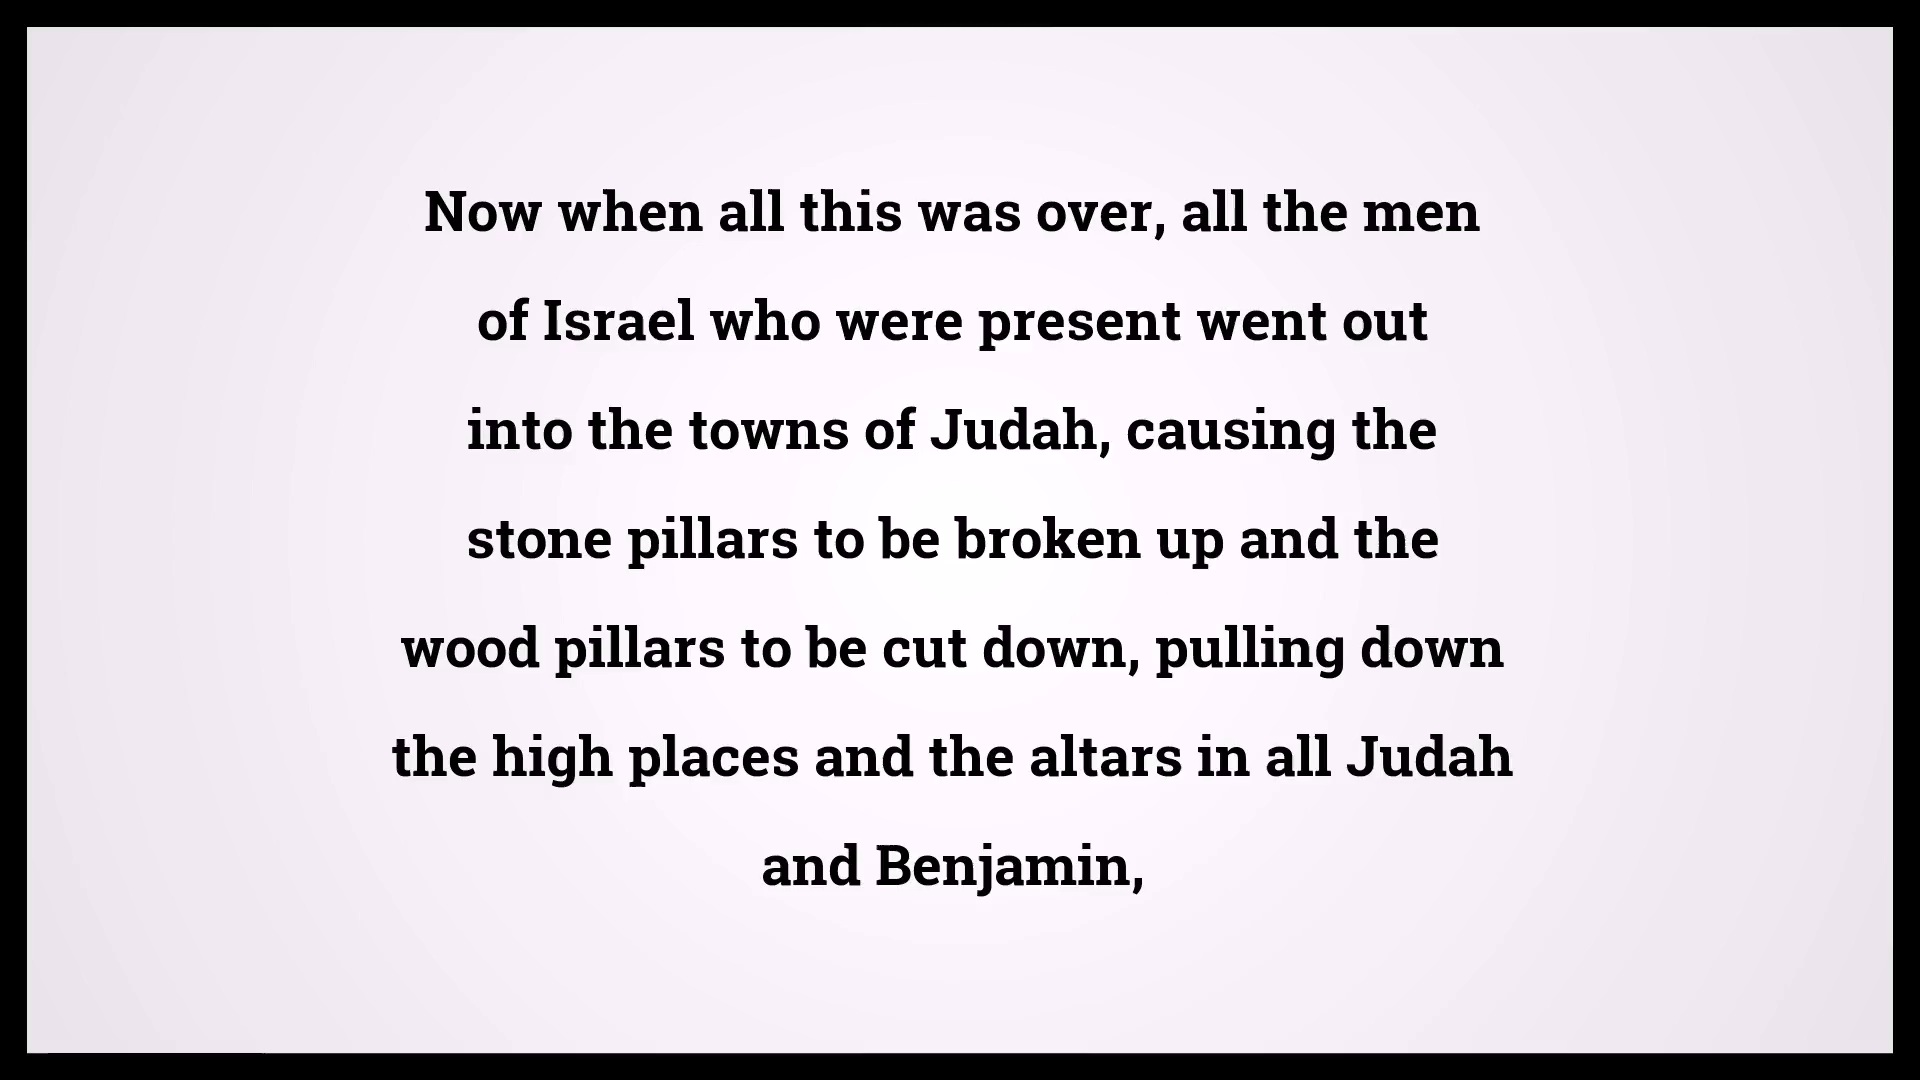 Now when all this was over, all the men
of Israel who were present went out
into the towns of Judah, causing the
stone pillars to be broken up and the
wood pillars to be cut down, pulling down
the high places and the altars in all Judah
and Benjamin,